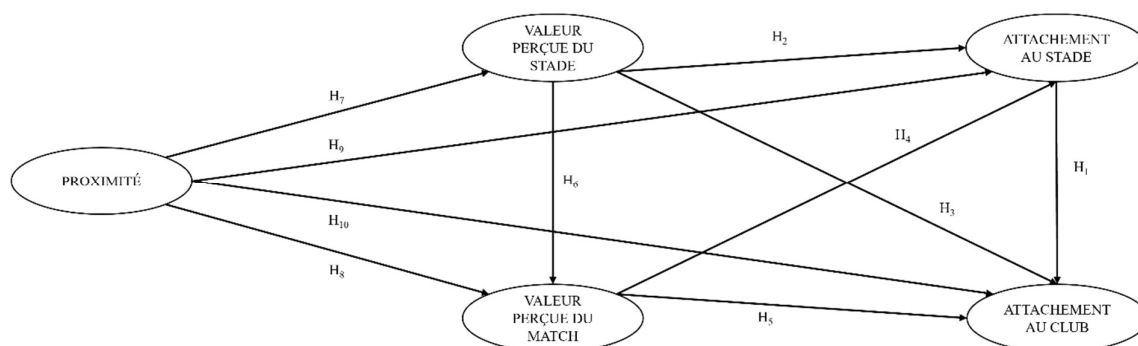 VALEUR
PERÇUE DU
STADE
H2
ATTACHEMENT
AU STADE
H7
H9
H4
PROXIMITÉ
H6
H1
H3
H10
H8
VALEUR
PERÇUE DU
MATCH
H5
ATTACHEMENT
AU CLUB